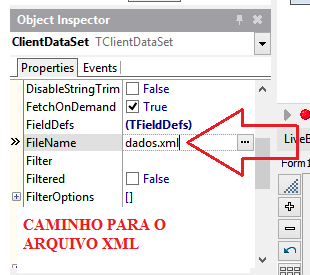 Object Inspector
ClientDataSet TClientDataSet
Properties Events
DisableStringTrim False
FetchOnDemand True
FieldDefs (TFieldDefs)
FileName dados.xml ...
Filter
Filtered False
FilterOptions []
CAMINHO PARA O
ARQUIVO XML
LiveB
Form1